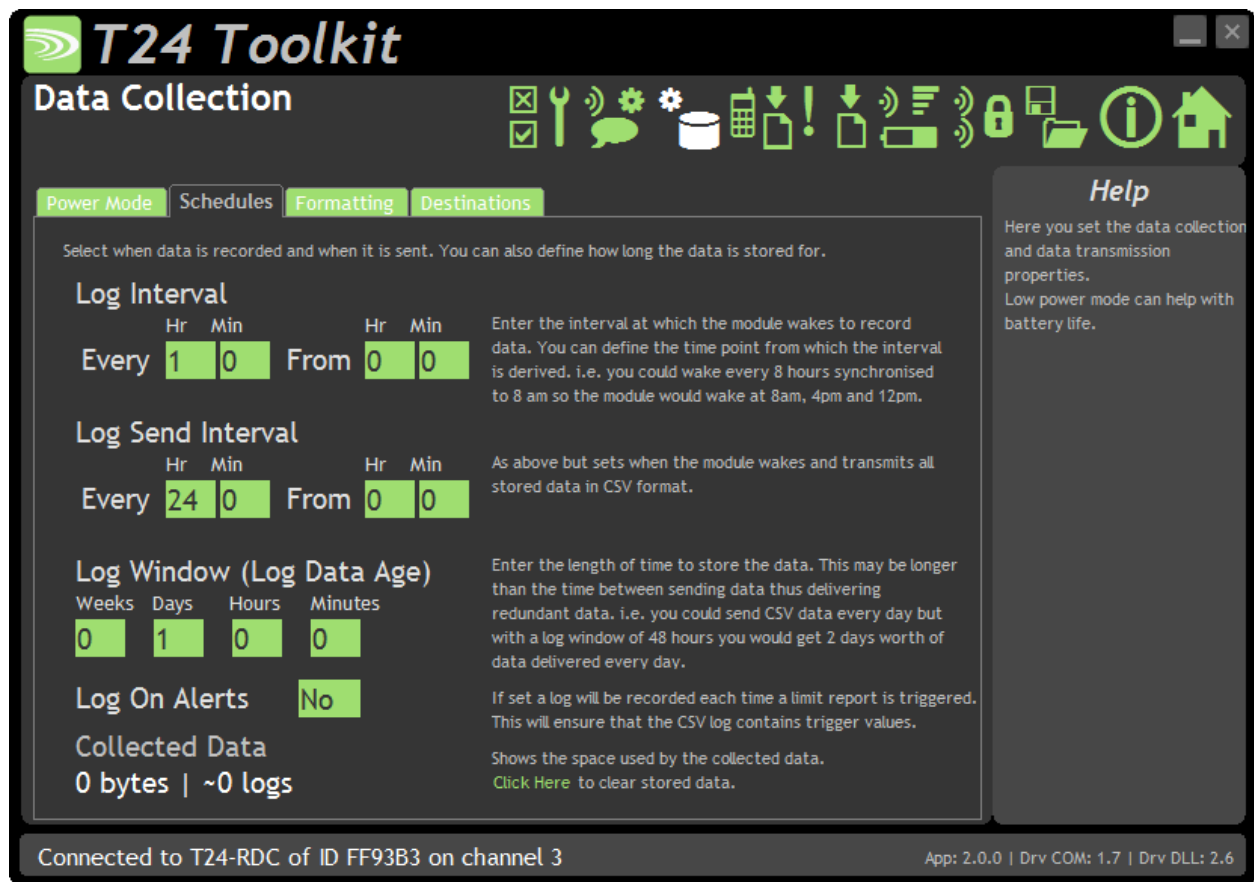 T24 Toolkit
Data Collection
Power Mode Schedules Formatting Destinations
Select when data is recorded and when it is sent. You can also define how long the data is stored for.
Log Interval
Hr Min Hr Min
Every 1 0 From 0 0
Enter the interval at which the module wakes to record
data. You can define the time point from which the interval
is derived. i.e. you could wake every 8 hours synchronised
to 8 am so the module would wake at 8am, 4pm and 12pm.
Log Send Interval
Hr Min Hr Min
Every 24 0 From 0 0
As above but sets when the module wakes and transmits all
stored data in CSV format.
Log Window (Log Data Age)
Weeks Days Hours Minutes
0 1 0 0
Enter the length of time to store the data. This may be longer
than the time between sending data thus delivering
redundant data. i.e. you could send CSV data every day but
with a log window of 48 hours you would get 2 days worth of
data delivered every day.
Log On Alerts No
If set a log will be recorded each time a limit report is triggered.
This will ensure that the CSV log contains trigger values.
Collected Data
0 bytes | ~0 logs
Shows the space used by the collected data.
Click Here to clear stored data.
Help
Here you set the data collection
and data transmission
properties.
Low power mode can help with
battery life.
Connected to T24-RDC of ID FF93B3 on channel 3
App: 2.0.0 | Drv COM: 1.7 | Drv DLL: 2.6